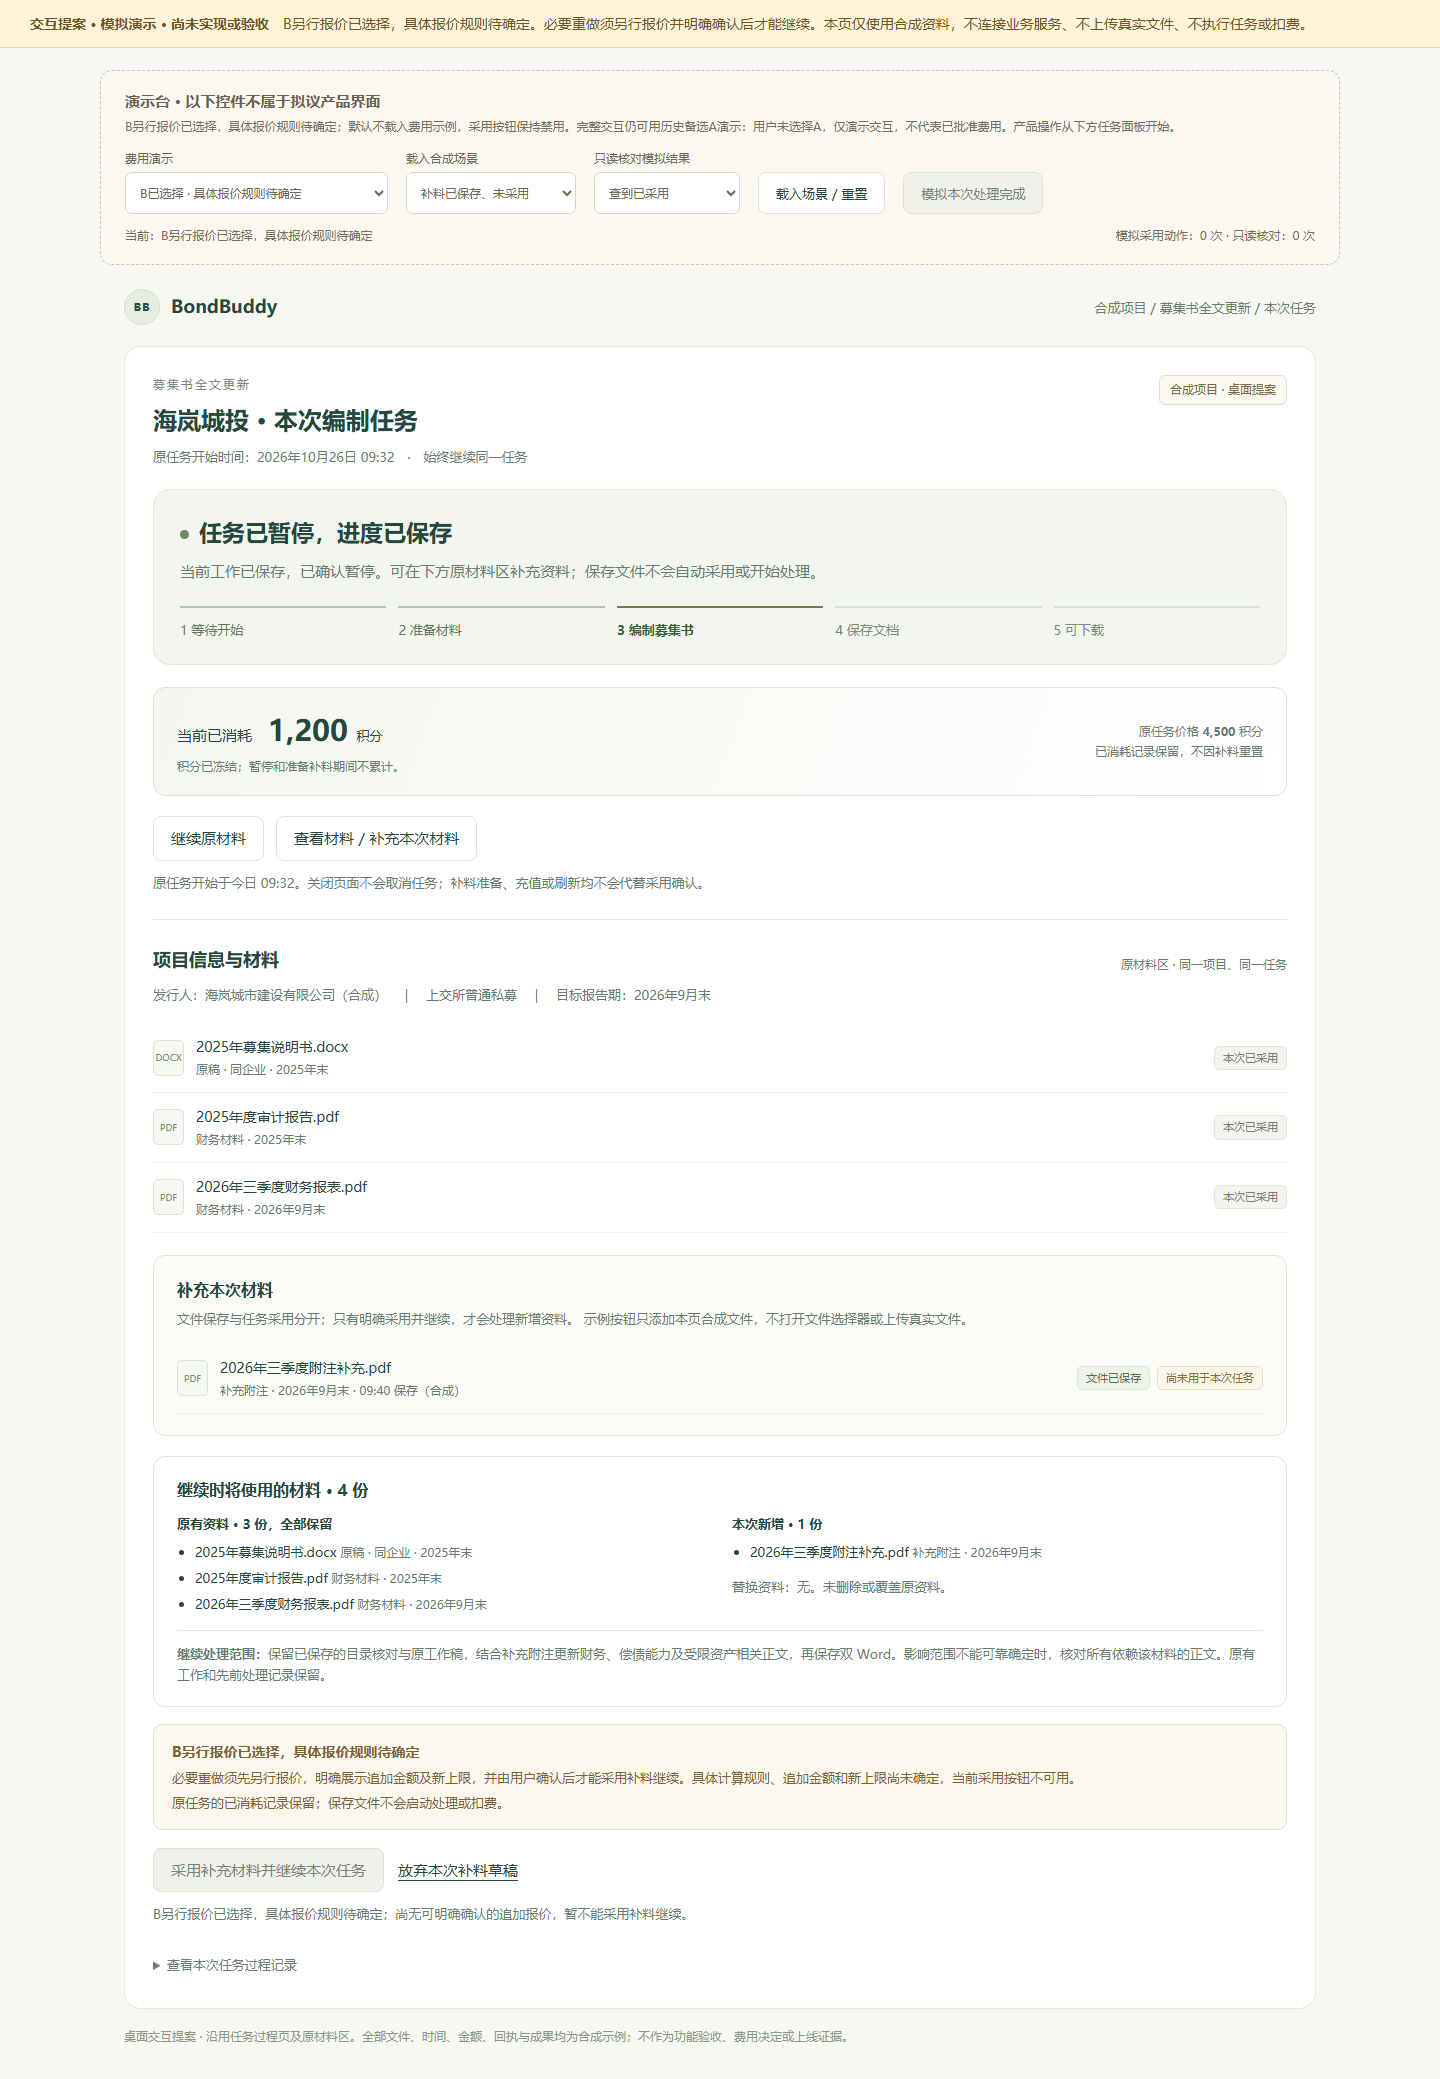 交互提案 • 模拟演示 • 尚未实现或验收 B另行报价已选择，具体报价规则待确定。必要重做须另行报价并明确确认后才能继续。本页仅使用合成资料，不连接业务服务、不上传真实文件、不执行任务或扣费。
演示台 • 以下控件不属于拟议产品界面
B另行报价已选择，具体报价规则待确定；默认不载入费用示例，采用按钮保持禁用。完整交互仍可用历史备选A演示：用户未选择A，仅演示交互，不代表已批准费用。产品操作从下方任务面板开始。
费用演示 载入合成场景 只读核对模拟结果
B已选择 · 具体报价规则待确定 补料已保存、未采用 查到已采用 载入场景 / 重置 模拟本次处理完成
当前：B另行报价已选择，具体报价规则待确定 模拟采用动作：0 次 · 只读核对：0 次
BB BondBuddy 合成项目 / 募集书全文更新 / 本次任务
募集书全文更新 合成项目 · 桌面提案
海岚城投 • 本次编制任务
原任务开始时间：2026年10月26日 09:32 · 始终继续同一任务
任务已暂停，进度已保存
当前工作已保存，已确认暂停。可在下方原材料区补充资料；保存文件不会自动采用或开始处理。
1 等待开始 2 准备材料 3 编制募集书 4 保存文档 5 可下载
当前已消耗 1,200 积分
积分已冻结；暂停和准备补料期间不累计。
原任务价格 4,500 积分
已消耗记录保留，不因补料重置
继续原材料 查看材料 / 补充本次材料
原任务开始于今日 09:32。关闭页面不会取消任务；补料准备、充值或刷新均不会代替采用确认。
项目信息与材料 原材料区 · 同一项目、同一任务
发行人：海岚城市建设有限公司（合成） | 上交所普通私募 | 目标报告期：2026年9月末
DOCX 2025年募集说明书.docx 本次已采用
原稿 · 同企业 · 2025年末
PDF 2025年度审计报告.pdf 本次已采用
财务材料 · 2025年末
PDF 2026年三季度财务报表.pdf 本次已采用
财务材料 · 2026年9月末
补充本次材料
文件保存与任务采用分开；只有明确采用并继续，才会处理新增资料。 示例按钮只添加本页合成文件，不打开文件选择器或上传真实文件。
PDF 2026年三季度附注补充.pdf 文件已保存 尚未用于本次任务
补充附注 · 2026年9月末 · 09:40 保存（合成）
继续时将使用的材料 • 4 份
原有资料 • 3 份，全部保留
• 2025年募集说明书.docx 原稿 · 同企业 · 2025年末
• 2025年度审计报告.pdf 财务材料 · 2025年末
• 2026年三季度财务报表.pdf 财务材料 · 2026年9月末
本次新增 • 1 份
• 2026年三季度附注补充.pdf 补充附注 · 2026年9月末
替换资料：无。未删除或覆盖原资料。
继续处理范围：保留已保存的目录核对与原工作稿，结合补充附注更新财务、偿债能力及受限资产相关正文，再保存双 Word。影响范围不能可靠确定时，核对所有依赖该材料的正文。原有
工作和先前处理记录保留。
B另行报价已选择，具体报价规则待确定
必要重做须先另行报价，明确展示追加金额及新上限，并由用户确认后才能采用补料继续。具体计算规则、追加金额和新上限尚未确定，当前采用按钮不可用。
原任务的已消耗记录保留；保存文件不会启动处理或扣费。
采用补充材料并继续本次任务 放弃本次补料草稿
B另行报价已选择，具体报价规则待确定；尚无可明确确认的追加报价，暂不能采用补料继续。
▶ 查看本次任务过程记录
桌面交互提案 · 沿用任务过程页及原材料区。全部文件、时间、金额、回执与成果均为合成示例；不作为功能验收、费用决定或上线证据。